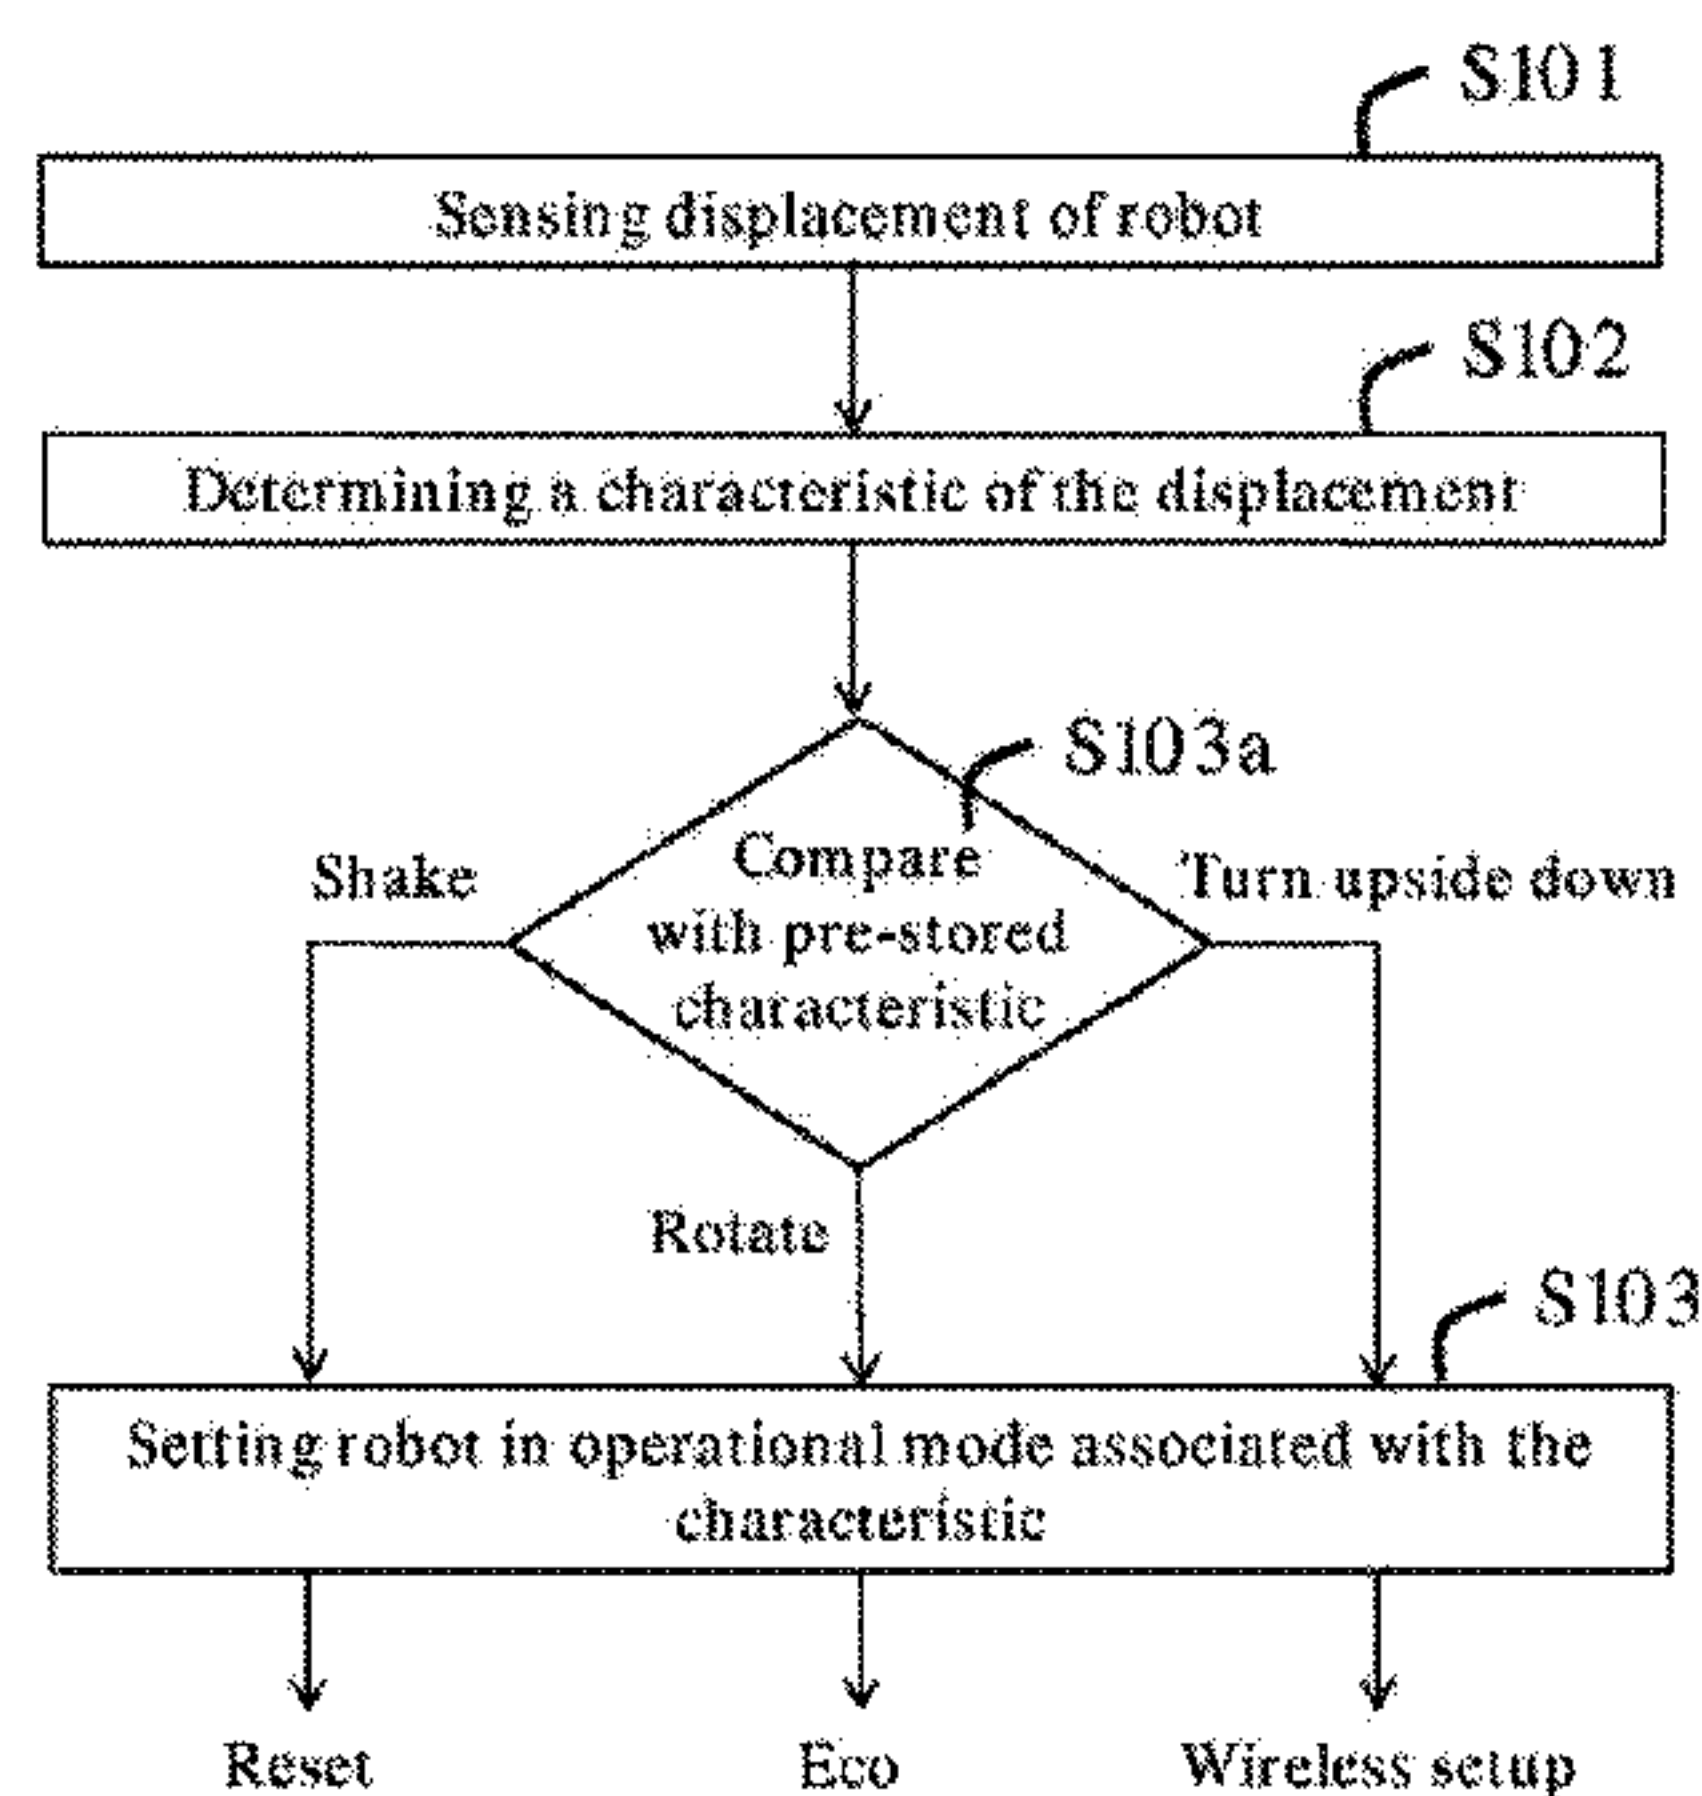 S101
Sensing displacement of robot
S102
Determining a characteristic of the displacement
S103a
Compare
with pre-stored
characteristic
Shake
Turn upside down
Rotate
S103
Setting robot in operational mode associated with the
characteristic
Reset
Eco
Wireless setup